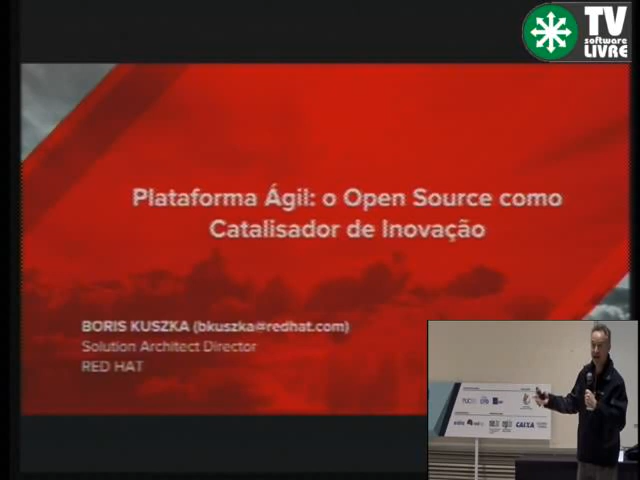 TV
software
LIVRE
Plataforma Ágil: o Open Source como
Catalisador de Inovação
BORIS KUSZKA (bkuszka@redhat.com)
Solution Architect Director
RED HAT
CAIXA